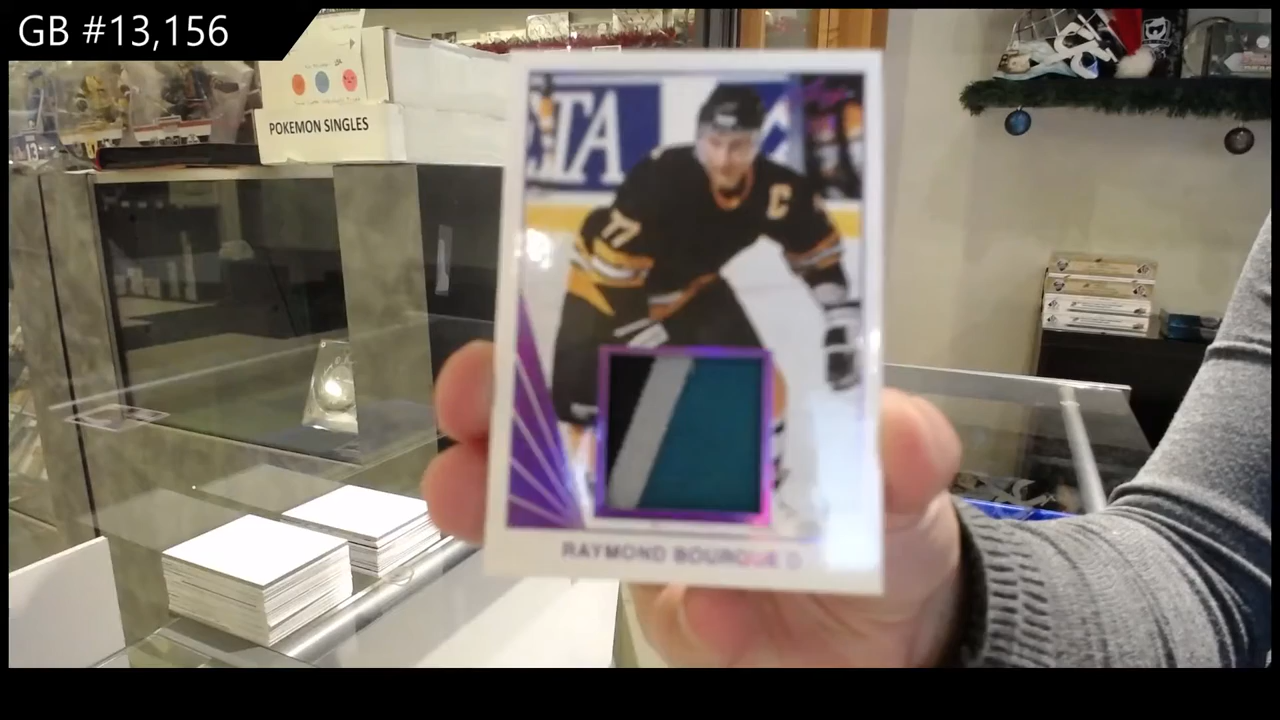 GB #13,156
POKEMON SINGLES
TA
C
77
RAYMOND BOURQUE D